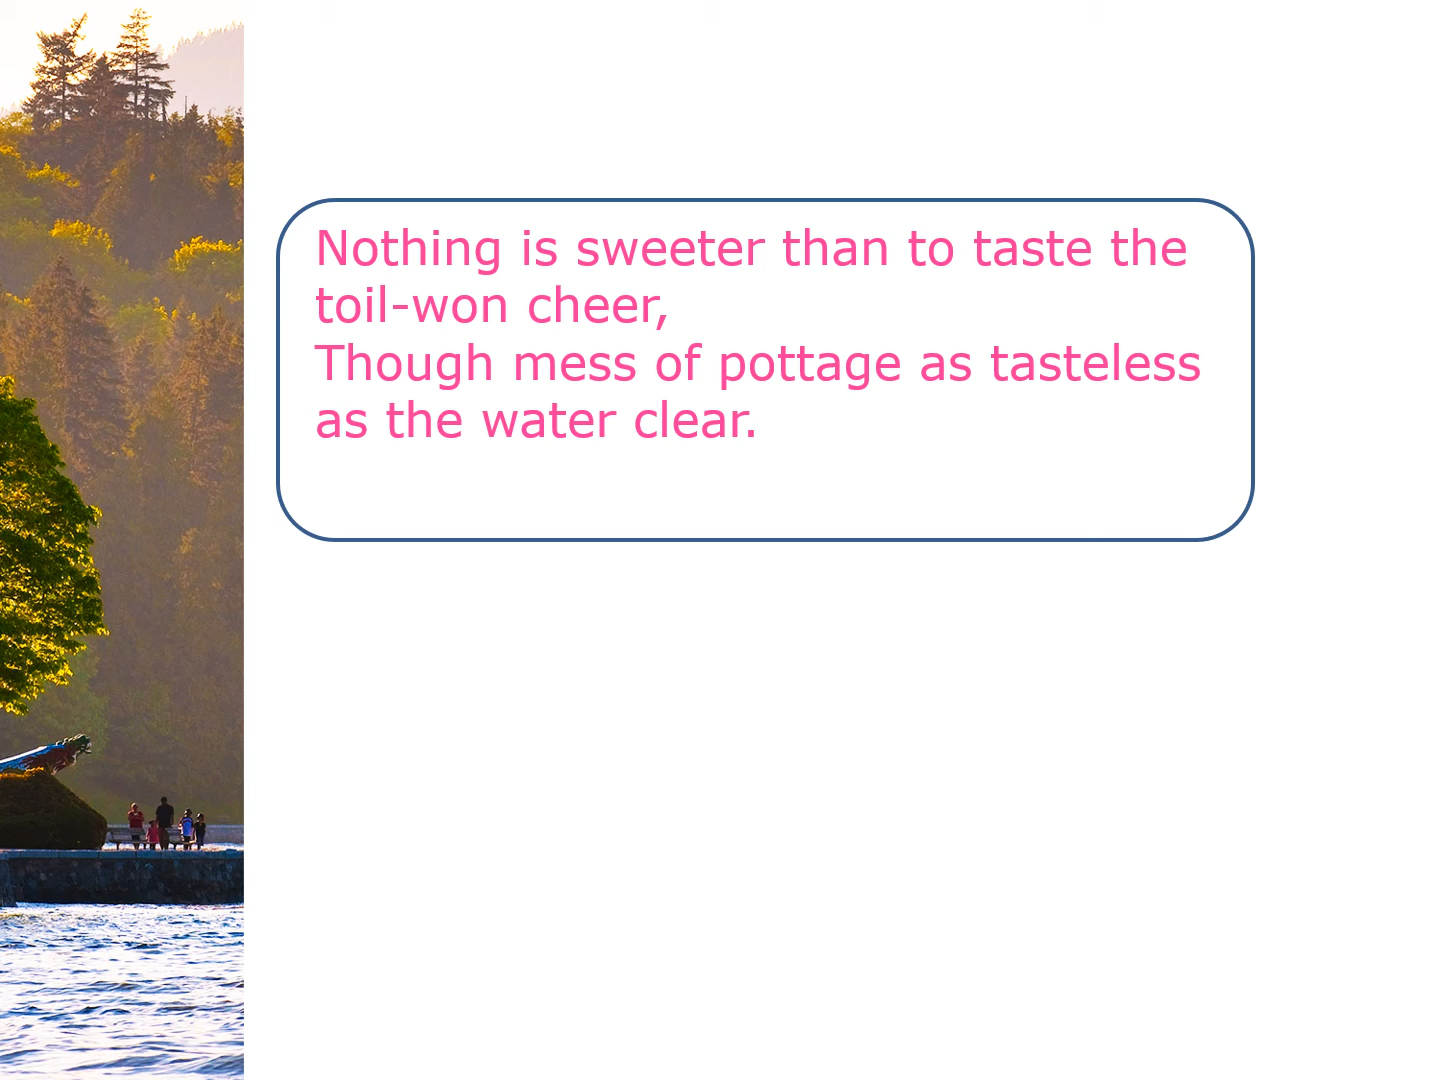 Nothing is sweeter than to taste the
toil-won cheer,
Though mess of pottage as tasteless
as the water clear.